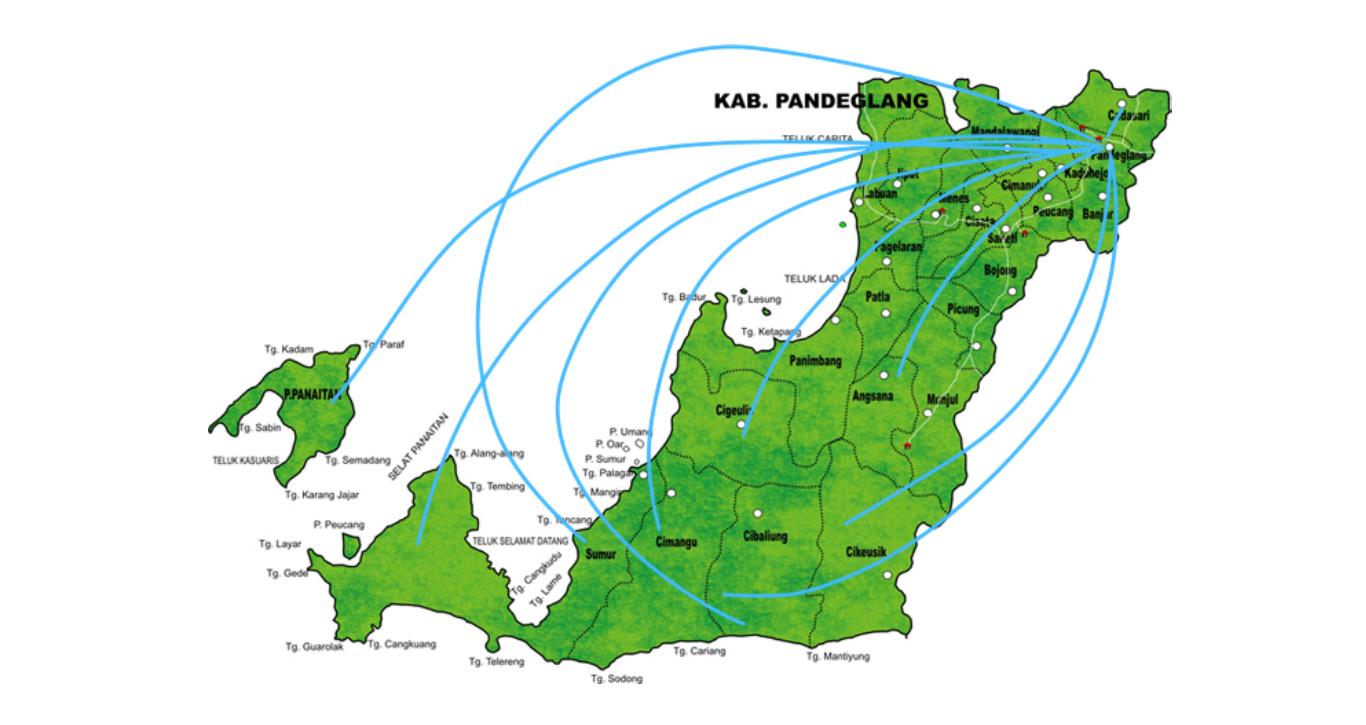 KAB. PANDEGLANG
Cadasari
TELUK CARITA
Mandalawangi
Pandeglang
Jiput
Kaduhejo
Labuan
Menes
Cimanuk
Cisata
Peucang
Banjar
Saketi
Pagelaran
Bojong
TELUK LADA
Patia
Picung
Tg. Badur
Tg. Lesung
Tg. Ketapang
Panimbang
Tg. Kadam
Tg. Paraf
P.PANAITAN
Angsana
Munjul
Cigeulis
Tg. Sabin
SELAT PANAITAN
P. Umang
P. Oar
P. Sumur
TELUK KASUARIS
Tg. Semadang
Tg. Alang-alang
Tg. Palagan
Tg. Karang Jajar
Tg. Tembing
Tg. Mangir
P. Peucang
Tg. Tancang
Tg. Layar
TELUK SELAMAT DATANG
Sumur
Cimangu
Cibaliung
Cikeusik
Tg. Gede
Tg. Cangkudu
Tg. Lame
Tg. Guarolak
Tg. Cangkuang
Tg. Telereng
Tg. Cariang
Tg. Mantiyung
Tg. Sodong